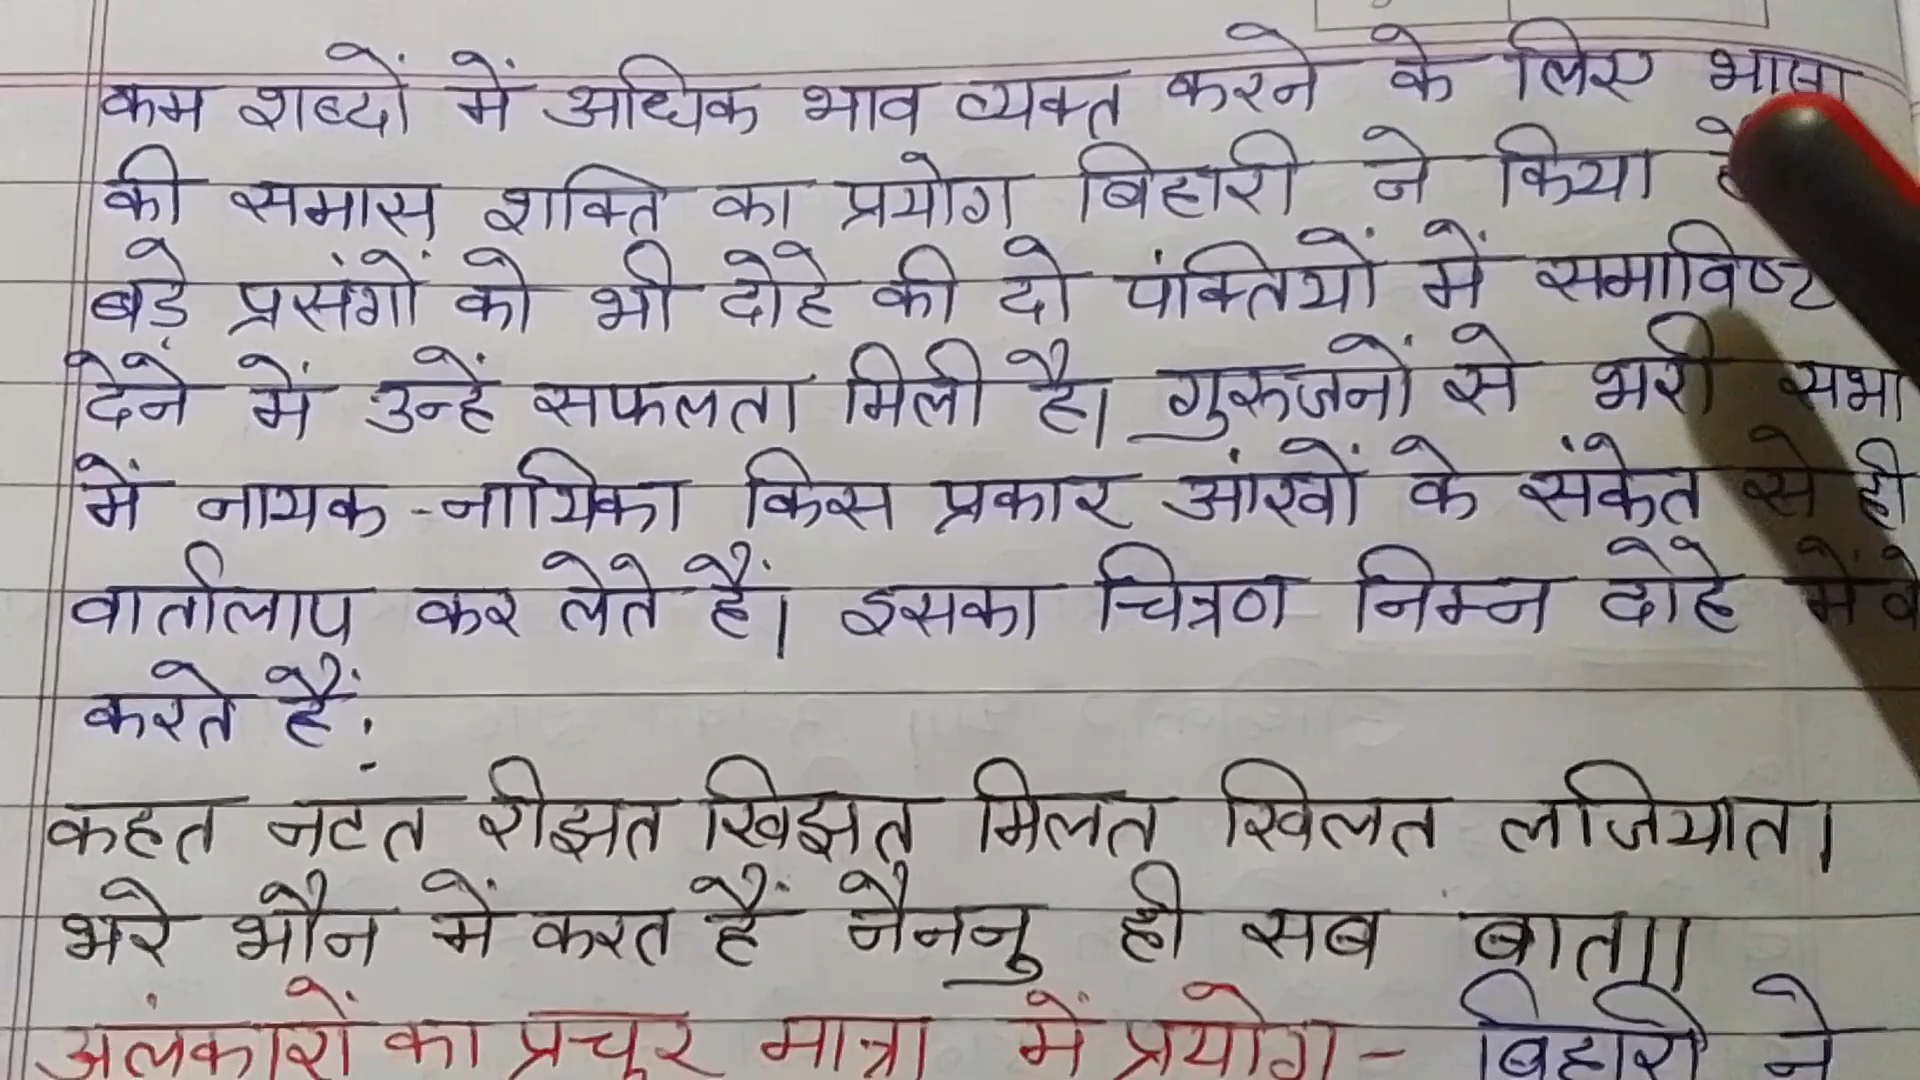 कम शब्दों में अधिक भाव व्यक्त करने के लिए भाषा
की समास शक्ति का प्रयोग बिहारी ने किया
बड़े प्रसंगों को भी दोहे की दो पंक्तियों में समाविष्ट
देने में उन्हें सफलता मिली है। गुरुजनों से भरी सभा
में नायक-नायिका किस प्रकार आंखों के संकेत से ही
वार्तालाप कर लेते हैं। इसका चित्रण निम्न दोहे में वे
करते हैं:
कहत नटत रीझत खिझत मिलत खिलत लजियात।
भरे भौन में करत हैं नैननु ही सब बात।।
अलंकारों का प्रचुर मात्रा में प्रयोग- बिहारी ने